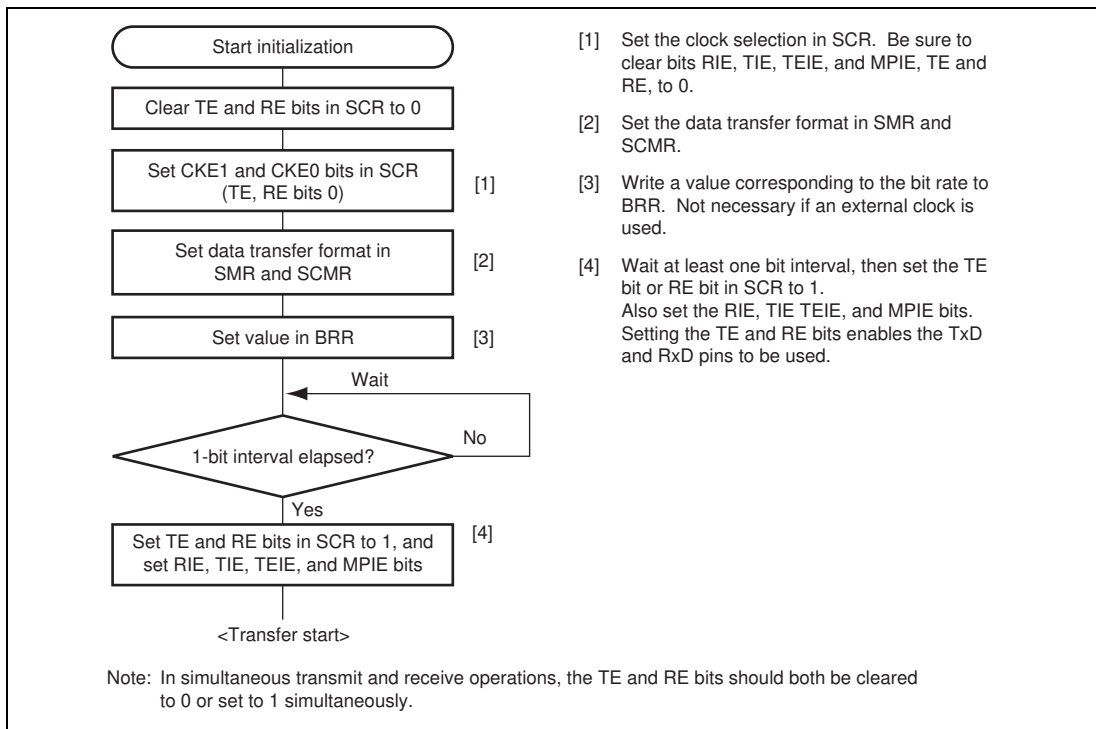 Start initialization
Clear TE and RE bits in SCR to 0
Set CKE1 and CKE0 bits in SCR
(TE, RE bits 0)
[1]
Set data transfer format in
SMR and SCMR
[2]
Set value in BRR
[3]
Wait
No
1-bit interval elapsed?
Yes
Set TE and RE bits in SCR to 1, and
set RIE, TIE, TEIE, and MPIE bits
[4]
<Transfer start>
[1] Set the clock selection in SCR. Be sure to
clear bits RIE, TIE, TEIE, and MPIE, TE and
RE, to 0.
[2] Set the data transfer format in SMR and
SCMR.
[3] Write a value corresponding to the bit rate to
BRR. Not necessary if an external clock is
used.
[4] Wait at least one bit interval, then set the TE
bit or RE bit in SCR to 1.
Also set the RIE, TIE TEIE, and MPIE bits.
Setting the TE and RE bits enables the TxD
and RxD pins to be used.
Note: In simultaneous transmit and receive operations, the TE and RE bits should both be cleared
to 0 or set to 1 simultaneously.